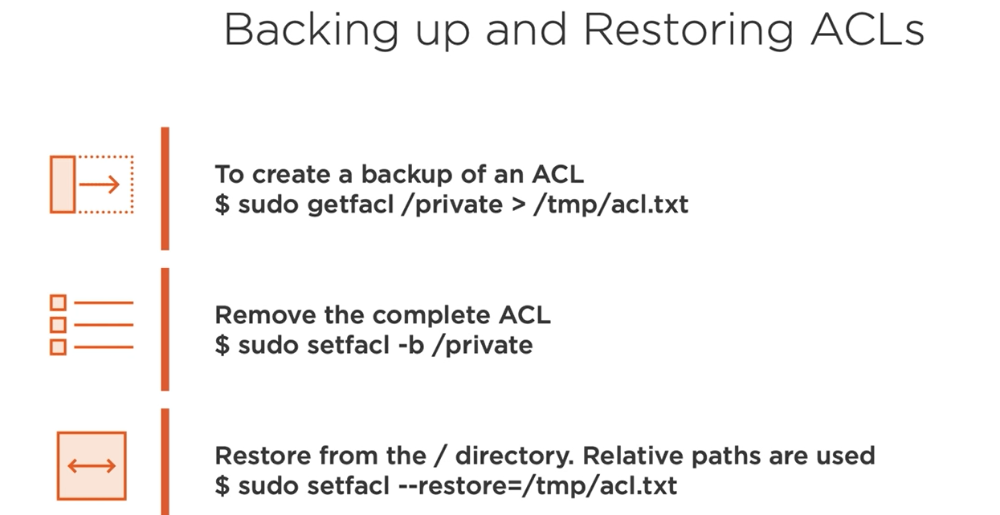 Backing up and Restoring ACLs
To create a backup of an ACL
$ sudo getfacl /private > /tmp/acl.txt
Remove the complete ACL
$ sudo setfacl -b /private
Restore from the / directory. Relative paths are used
$ sudo setfacl --restore=/tmp/acl.txt